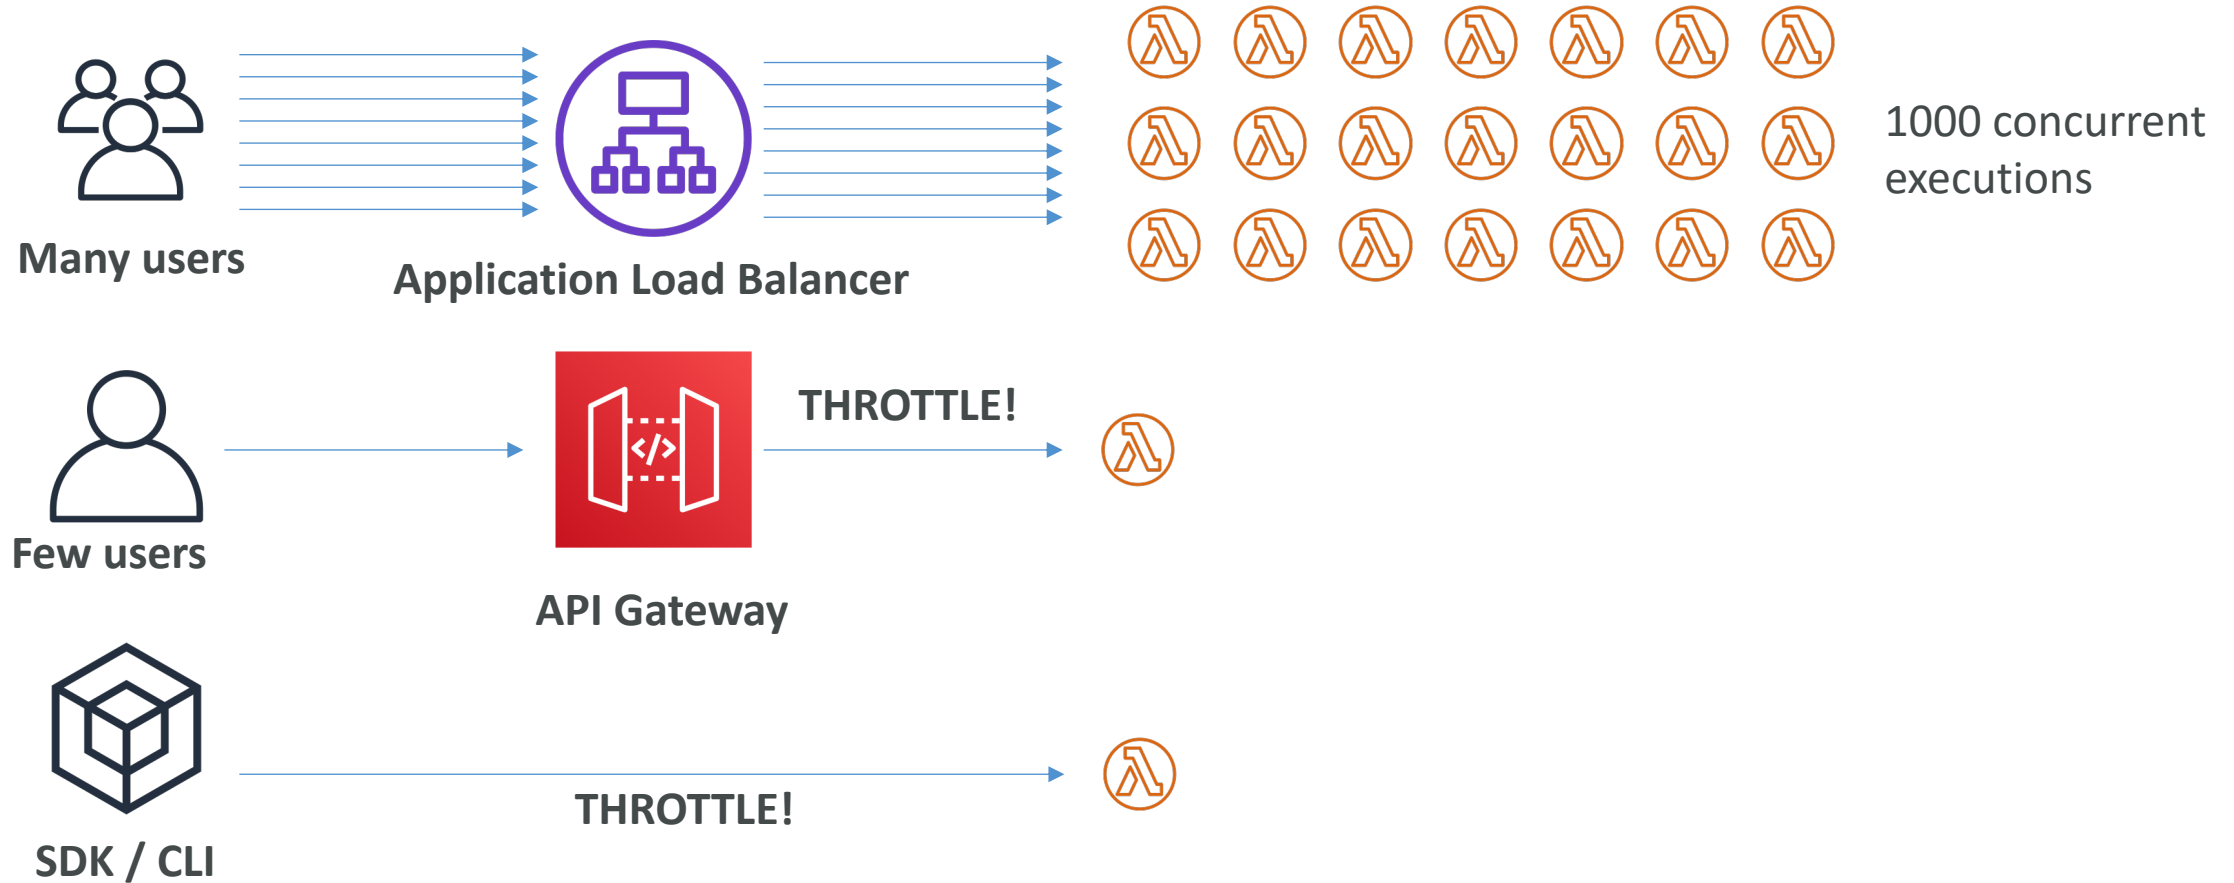 Many users
Application Load Balancer
1000 concurrent
executions
Few users
</>
API Gateway
THROTTLE!
SDK / CLI
THROTTLE!